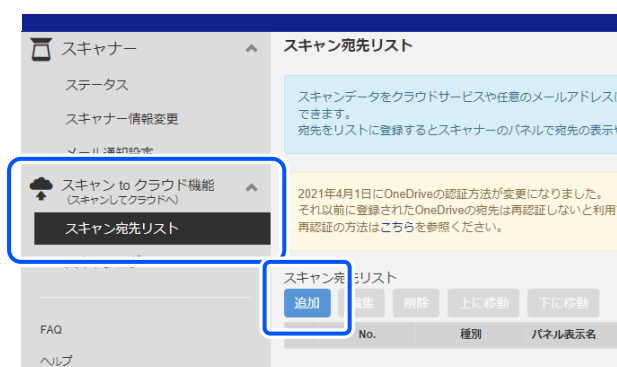 スキャナー
ステータス
スキャナー情報変更
メール通知設定
スキャン to クラウド機能
(スキャンしてクラウドへ)
スキャン宛先リスト
FAQ
ヘルプ
スキャン宛先リスト
スキャンデータをクラウドサービスや任意のメールアドレスに
できます。
宛先をリストに登録するとスキャナーのパネルで宛先の表示や
2021年4月1日にOneDriveの認証方法が変更になりました。
それ以前に登録されたOneDriveの宛先は再認証しないと利用
再認証の方法はこちらを参照ください。
スキャン宛先リスト
追加 編集 削除 上に移動 下に移動
No. 種別 パネル表示名